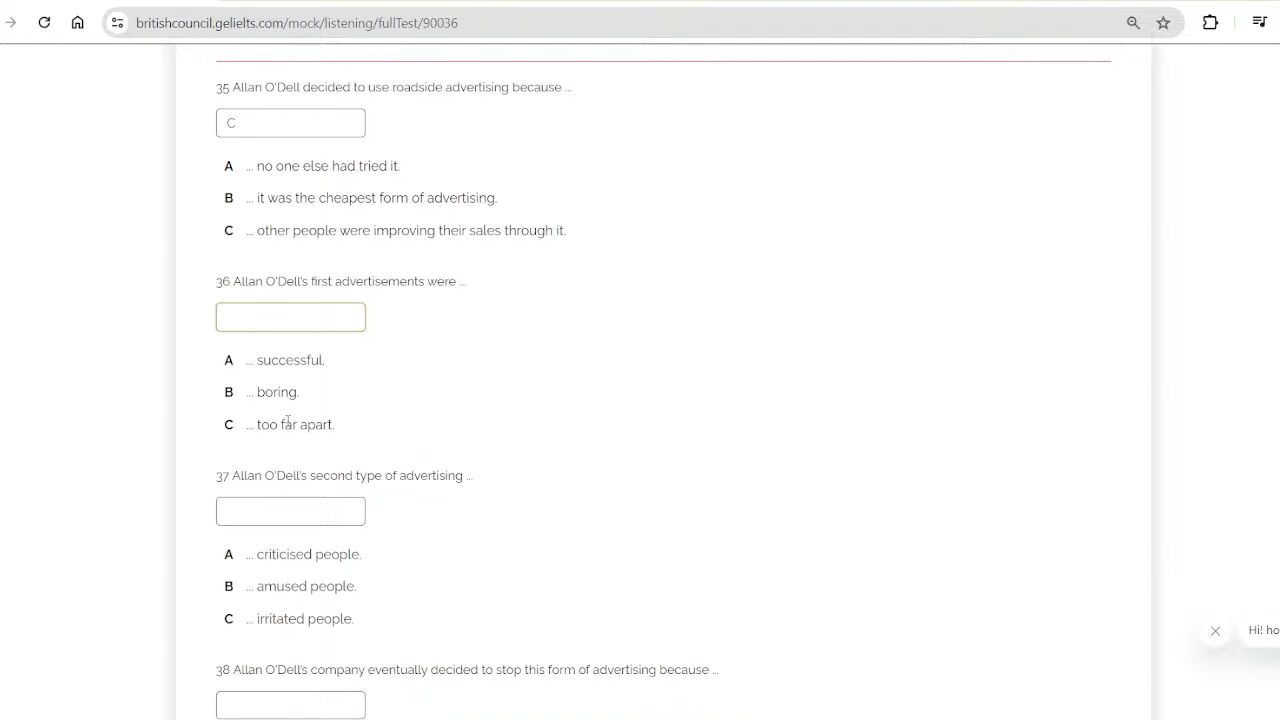 britishcouncil.gelielts.com/mock/listening/fullTest/90036
35 Allan O'Dell decided to use roadside advertising because ...
C
A ... no one else had tried it.
B ... it was the cheapest form of advertising.
C ... other people were improving their sales through it.
36 Allan O'Dell's first advertisements were ...
A ... successful.
B ... boring.
C ... too far apart.
37 Allan O'Dell's second type of advertising ...
A ... criticised people.
B ... amused people.
C ... irritated people.
Hi! ho
38 Allan O'Dell's company eventually decided to stop this form of advertising because ...